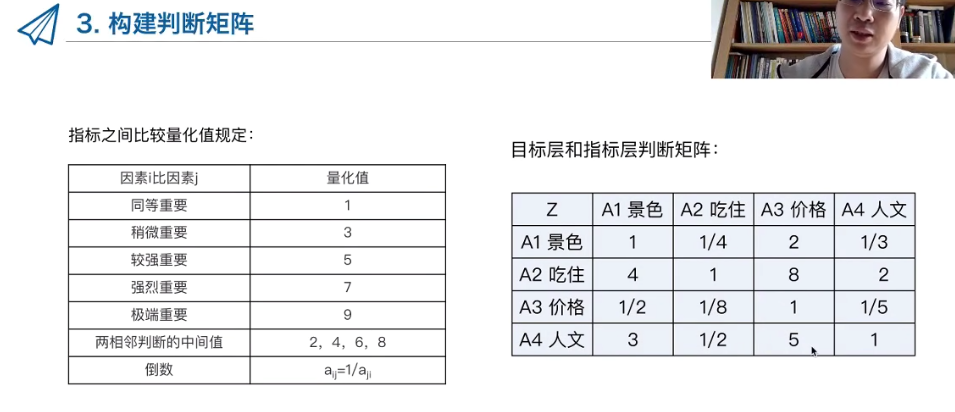 3. 构建判断矩阵
指标之间比较量化值规定：
因素i比因素j 量化值
同等重要 1
稍微重要 3
较强重要 5
强烈重要 7
极端重要 9
两相邻判断的中间值 2，4，6，8
倒数 aij=1/aji
目标层和指标层判断矩阵：
Z A1 景色 A2 吃住 A3 价格 A4 人文
A1 景色 1 1/4 2 1/3
A2 吃住 4 1 8 2
A3 价格 1/2 1/8 1 1/5
A4 人文 3 1/2 5 1